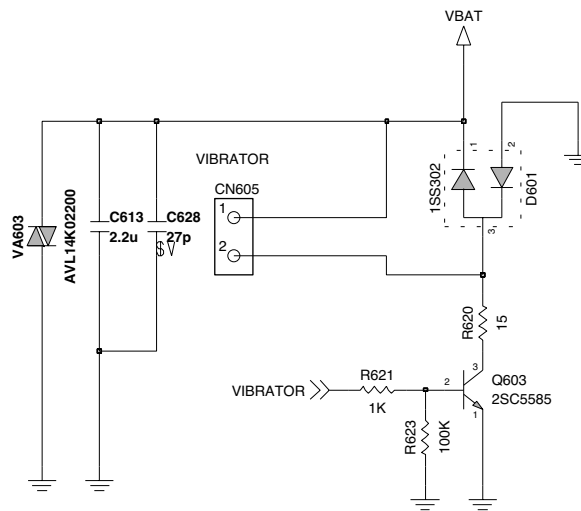 VBAT
VIBRATOR
CN605
1
2
VA603
AVL14K02200
C613
2.2u
C628
27p
SV
1
2
1SS302
D601
3
R620
15
VIBRATOR
R621
1K
R623
100K
2
3
1
Q603
2SC5585